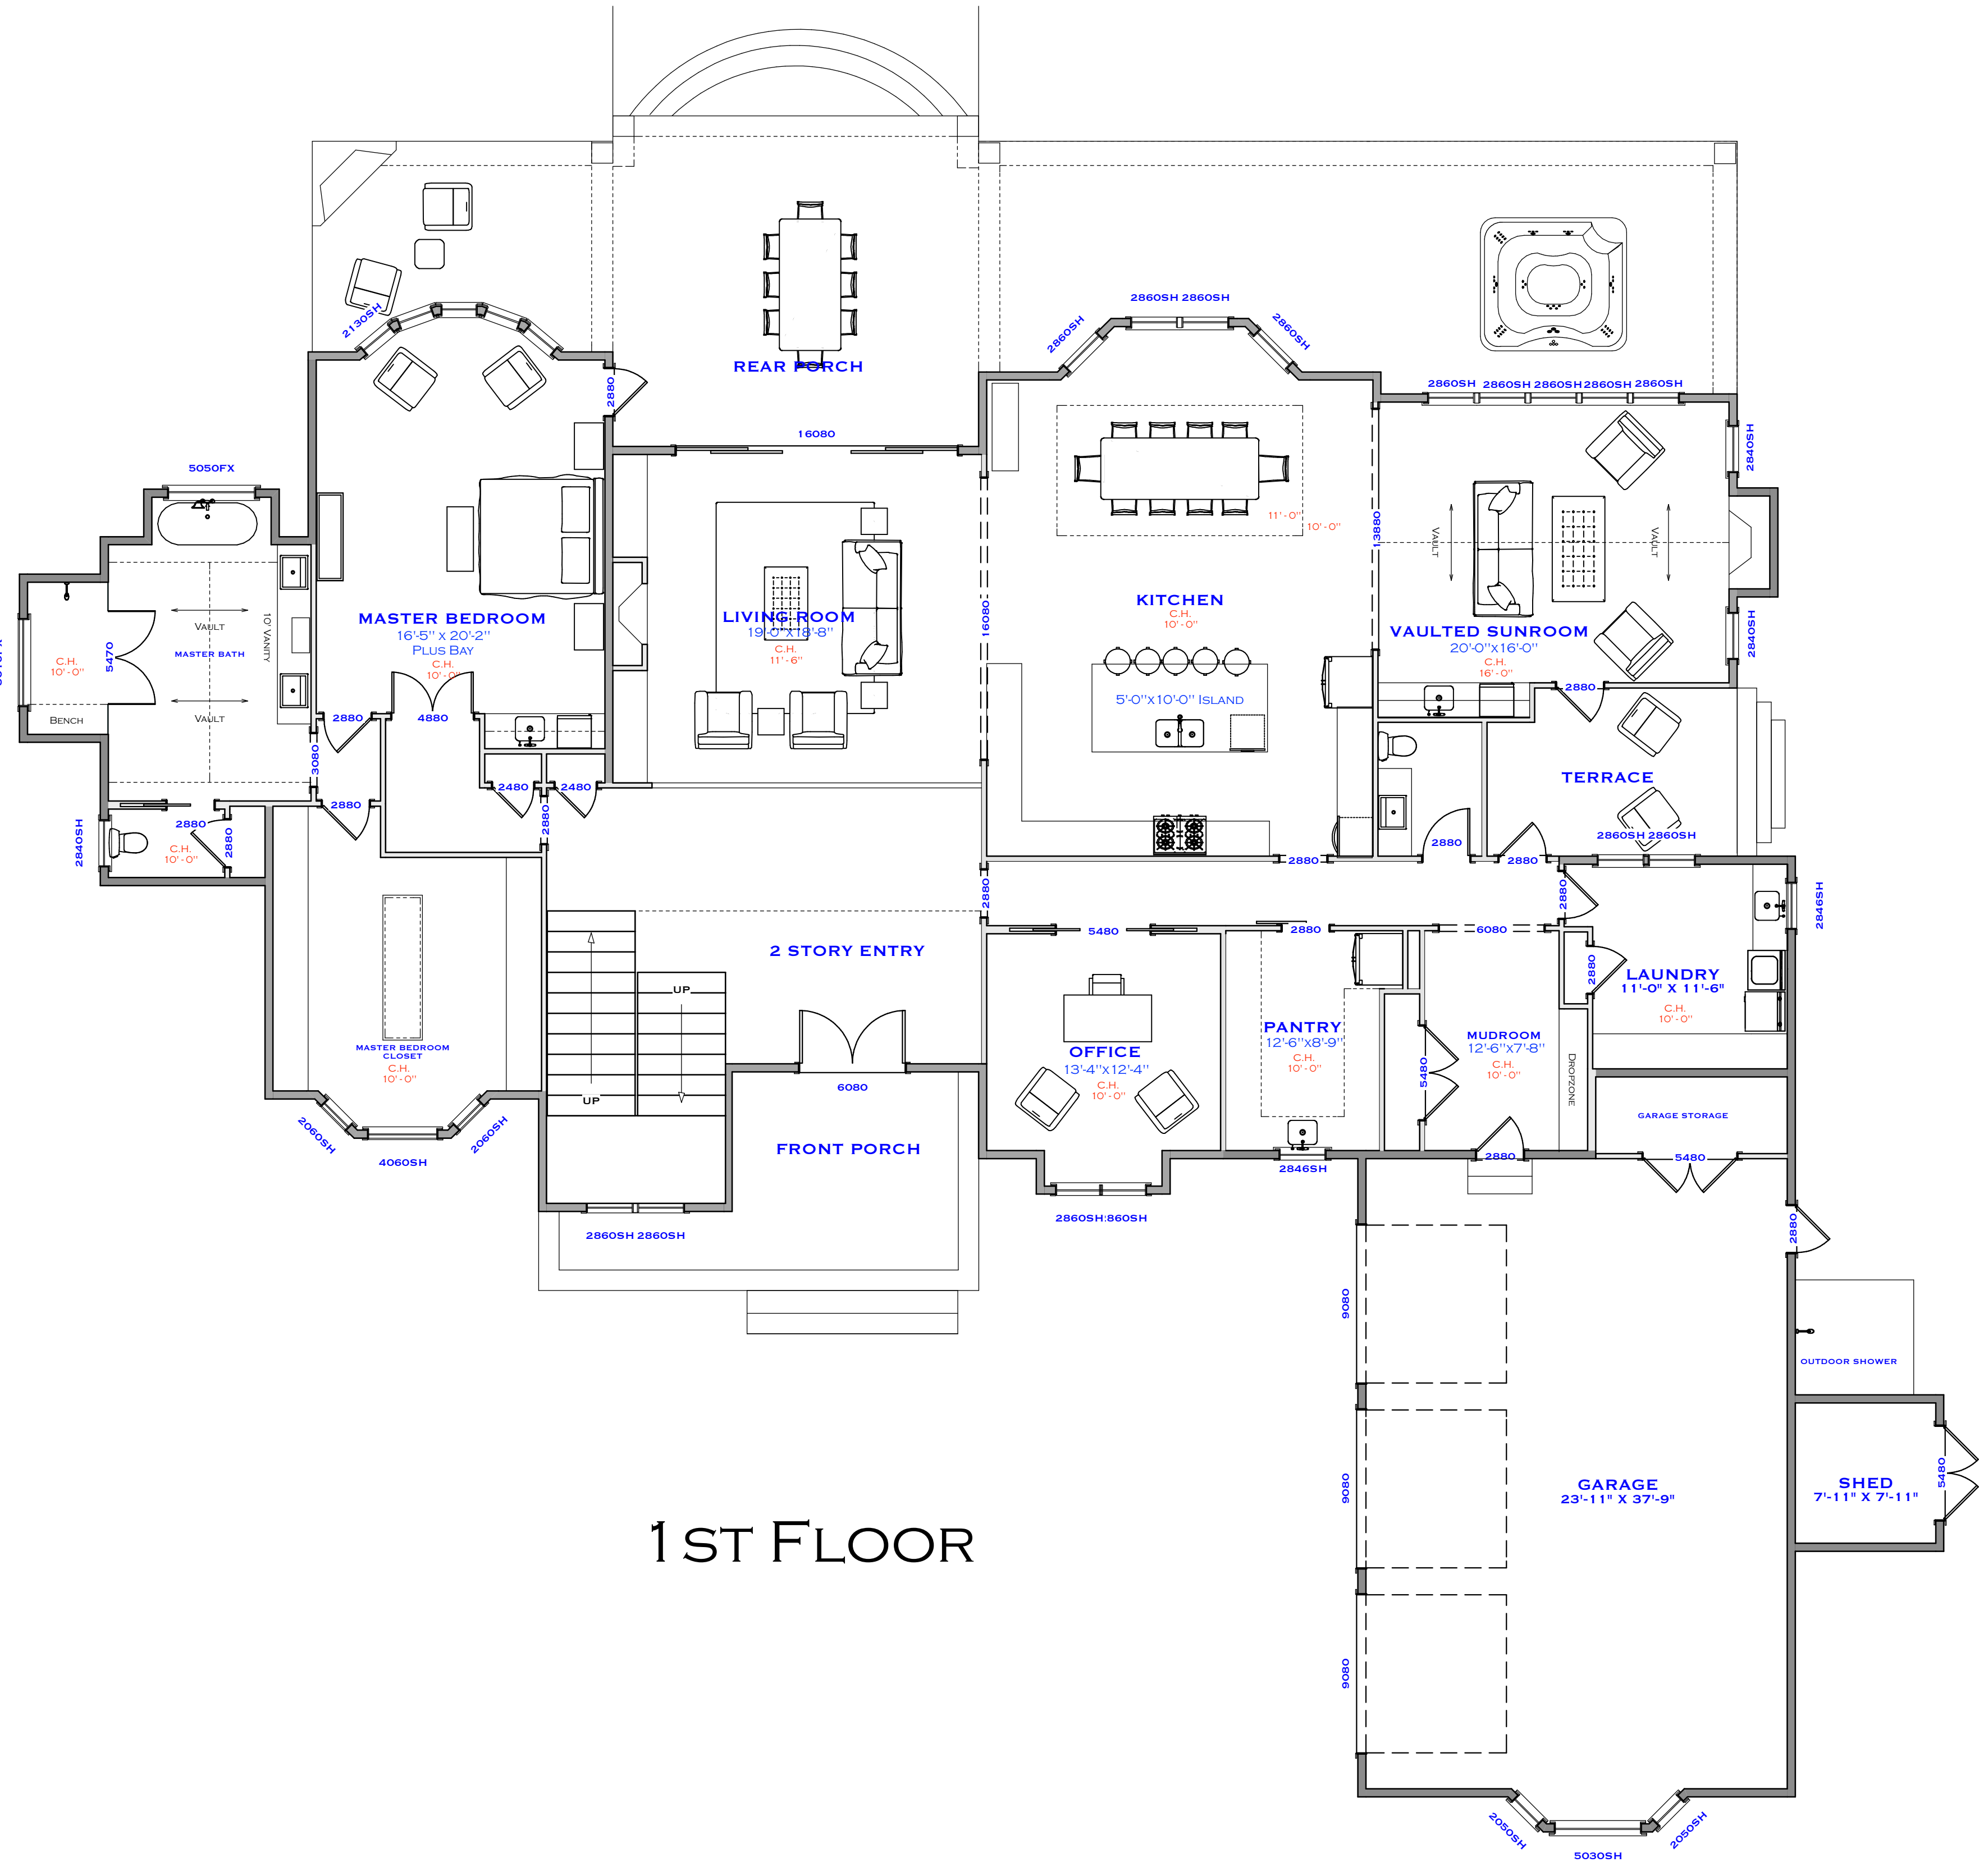 2860SH 2860SH
2860SH
2860SH
2130SH
REAR PORCH
2880
2860SH 2860SH 2860SH 2860SH 2860SH
16080
2840SH
5050FX
11'-0"
10'-0"
13880
VAULT
VAULT
MASTER BEDROOM
16'-5" x 20'-2"
PLUS BAY
C.H.
10'-0"
LIVING ROOM
19'-0"x18'-8"
C.H.
11'-6"
16080
KITCHEN
C.H.
10'-0"
VAULTED SUNROOM
20'-0"x16'-0"
C.H.
16'-0"
2840SH
VAULT
MASTER BATH
10' VANITY
5470
C.H.
10'-0"
BENCH
VAULT
2880
4880
3080
5'-0"x10'-0" ISLAND
2880
TERRACE
2480
2480
2880
2880
2840SH
2880
2880
C.H.
10'-0"
2860SH 2860SH
2880
2880
2880
2880
2880
2846SH
5480
2880
6080
2 STORY ENTRY
UP
2880
LAUNDRY
11'-0" X 11'-6"
C.H.
10'-0"
PANTRY
12'-6"x8'-9"
C.H.
10'-0"
MUDROOM
12'-6"x7'-8"
C.H.
10'-0"
DROPZONE
5480
OFFICE
13'-4"x12'-4"
C.H.
10'-0"
MASTER BEDROOM
CLOSET
C.H.
10'-0"
UP
6080
GARAGE STORAGE
2060SH
4060SH
2060SH
FRONT PORCH
2846SH
2880
5480
2860SH:860SH
2860SH 2860SH
2880
9080
OUTDOOR SHOWER
9080
GARAGE
23'-11" X 37'-9"
SHED
7'-11" X 7'-11"
5480
1ST FLOOR
9080
2050SH
5030SH
2050SH